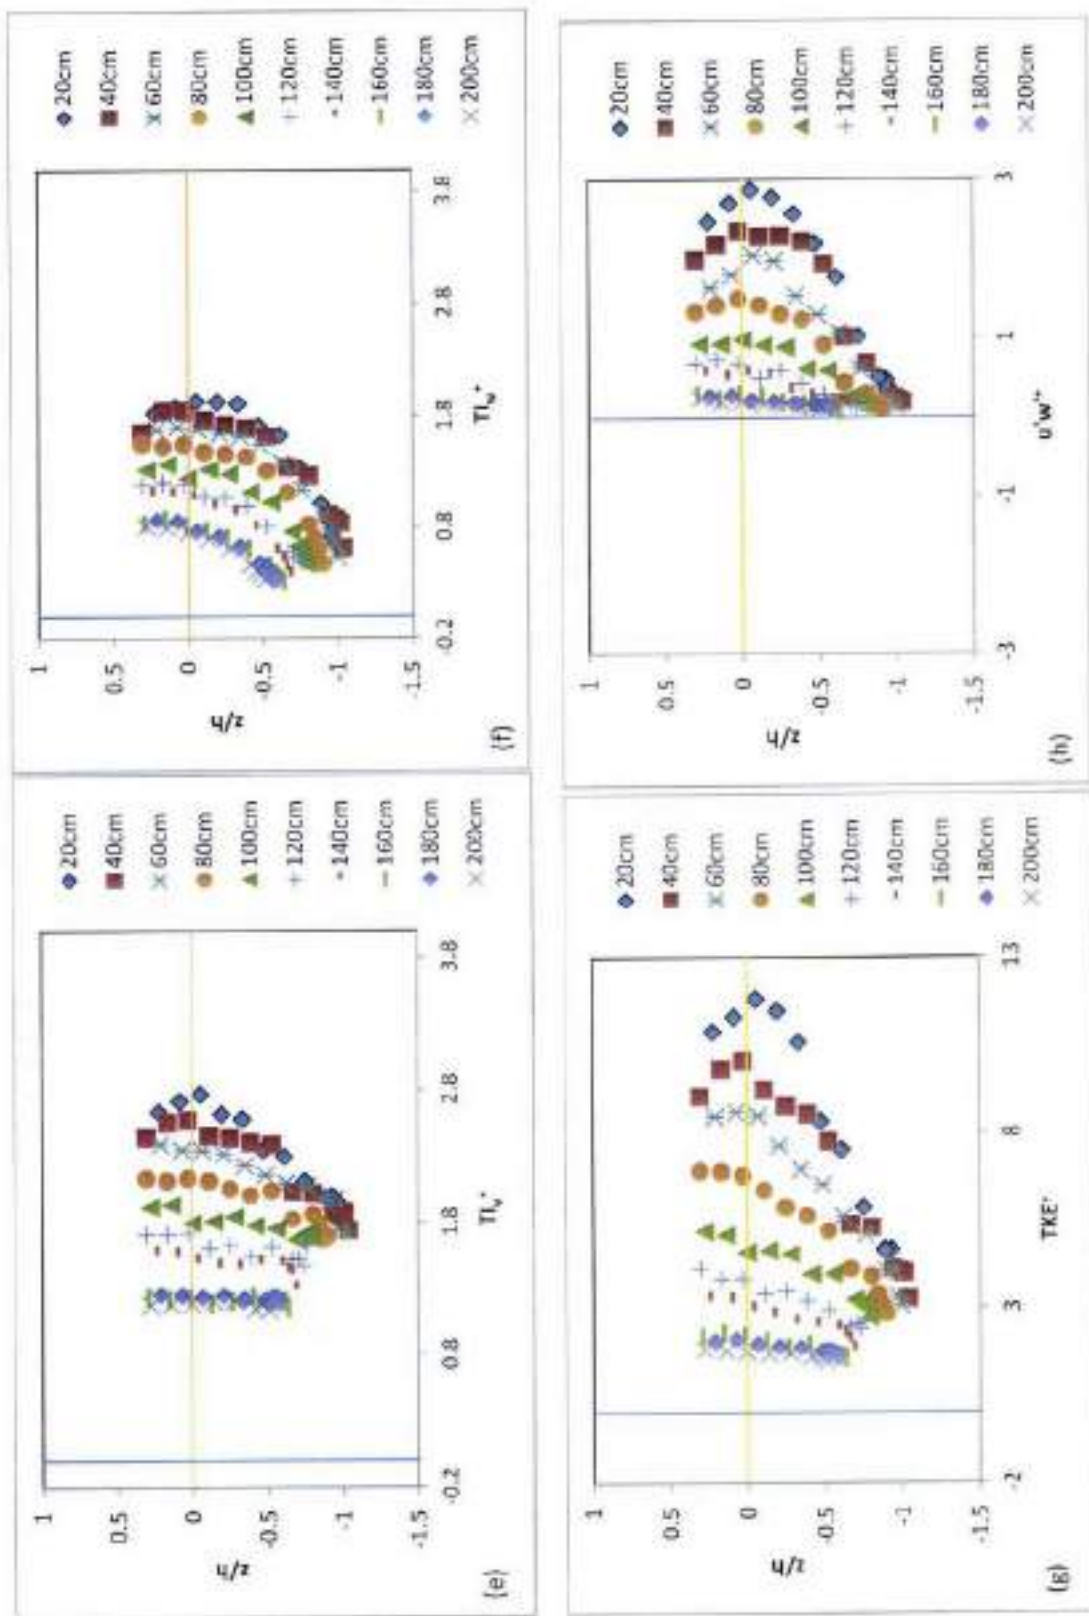 1
0.5
0
-0.5
-1
-1.5
z/h
-0.2
0.8
1.8
2.8
3.8
TIv+
20cm
40cm
60cm
80cm
100cm
120cm
140cm
160cm
180cm
200cm
(e)
1
0.5
0
-0.5
-1
-1.5
z/h
-0.2
0.8
1.8
2.8
3.8
TIw+
20cm
40cm
60cm
80cm
100cm
120cm
140cm
160cm
180cm
200cm
(f)
1
0.5
0
-0.5
-1
-1.5
z/h
-2
3
8
13
TKE+
20cm
40cm
60cm
80cm
100cm
120cm
140cm
160cm
180cm
200cm
(g)
1
0.5
0
-0.5
-1
-1.5
z/h
-3
-1
1
3
u'w'+
20cm
40cm
60cm
80cm
100cm
120cm
140cm
160cm
180cm
200cm
(h)